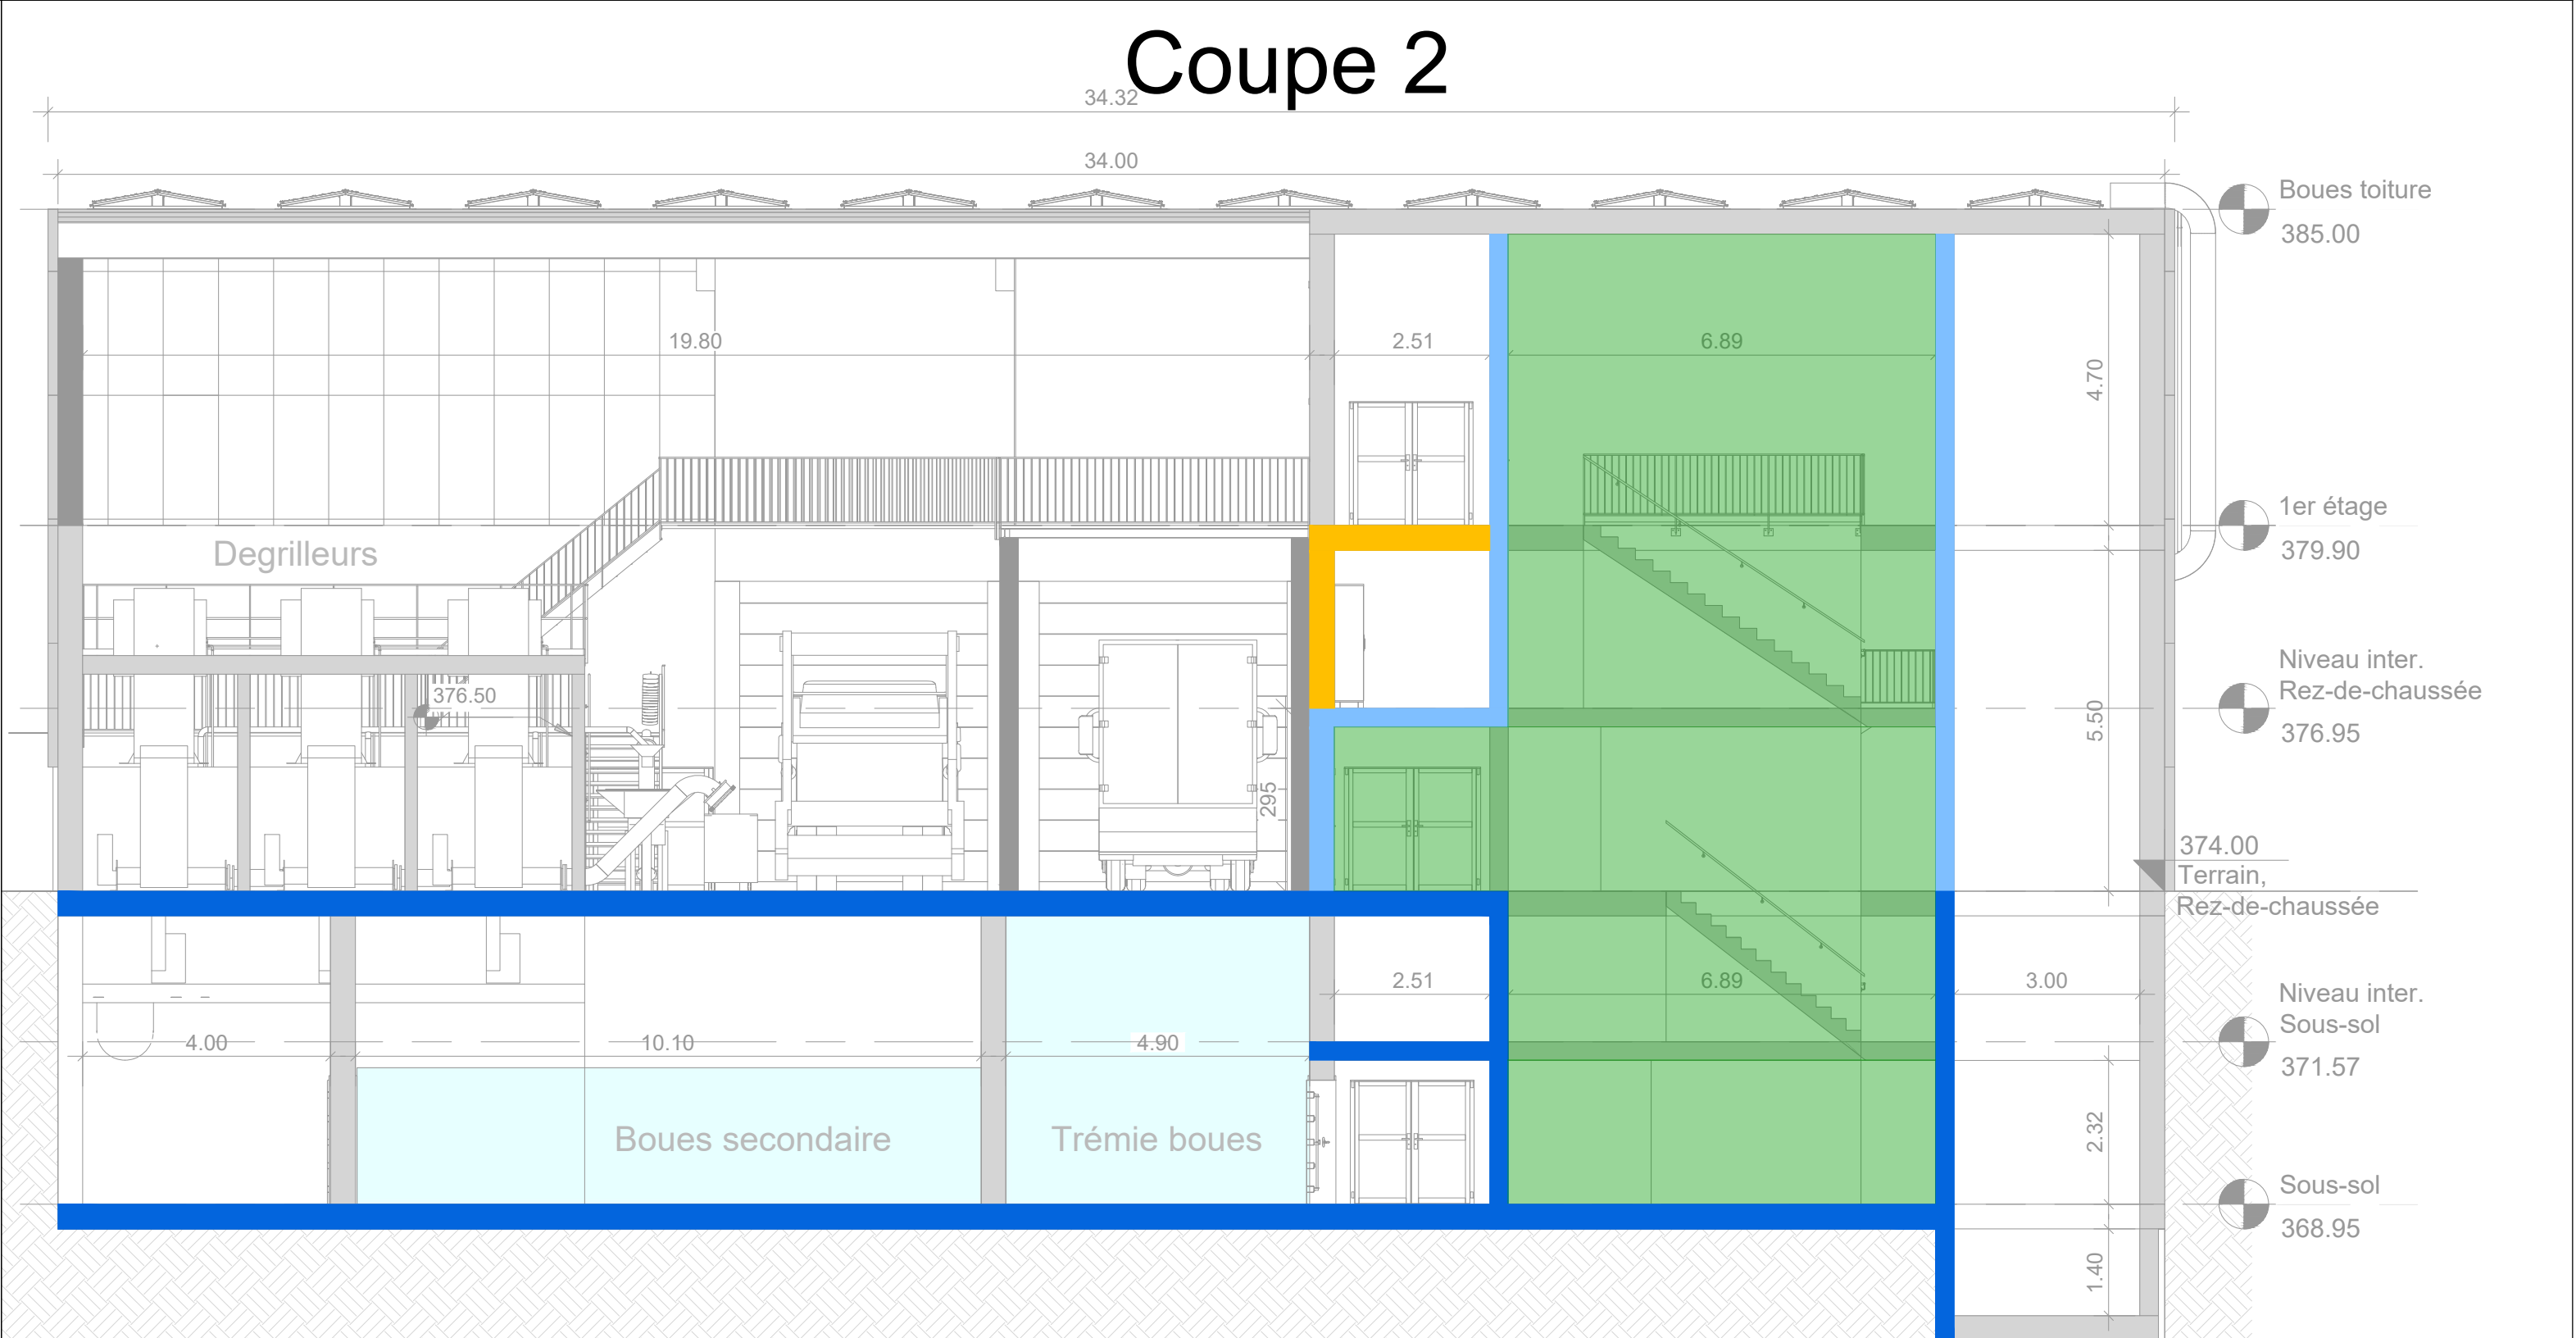 Coupe 2
34.32
34.00
Boues toiture
385.00
19.80
2.51
6.89
4.70
1er étage
379.90
Degrilleurs
Niveau inter.
Rez-de-chaussée
376.95
376.50
5.50
295
374.00
Terrain,
Rez-de-chaussée
2.51
6.89
3.00
Niveau inter.
Sous-sol
371.57
4.00
10.10
4.90
Boues secondaire
Trémie boues
2.32
Sous-sol
368.95
1.40